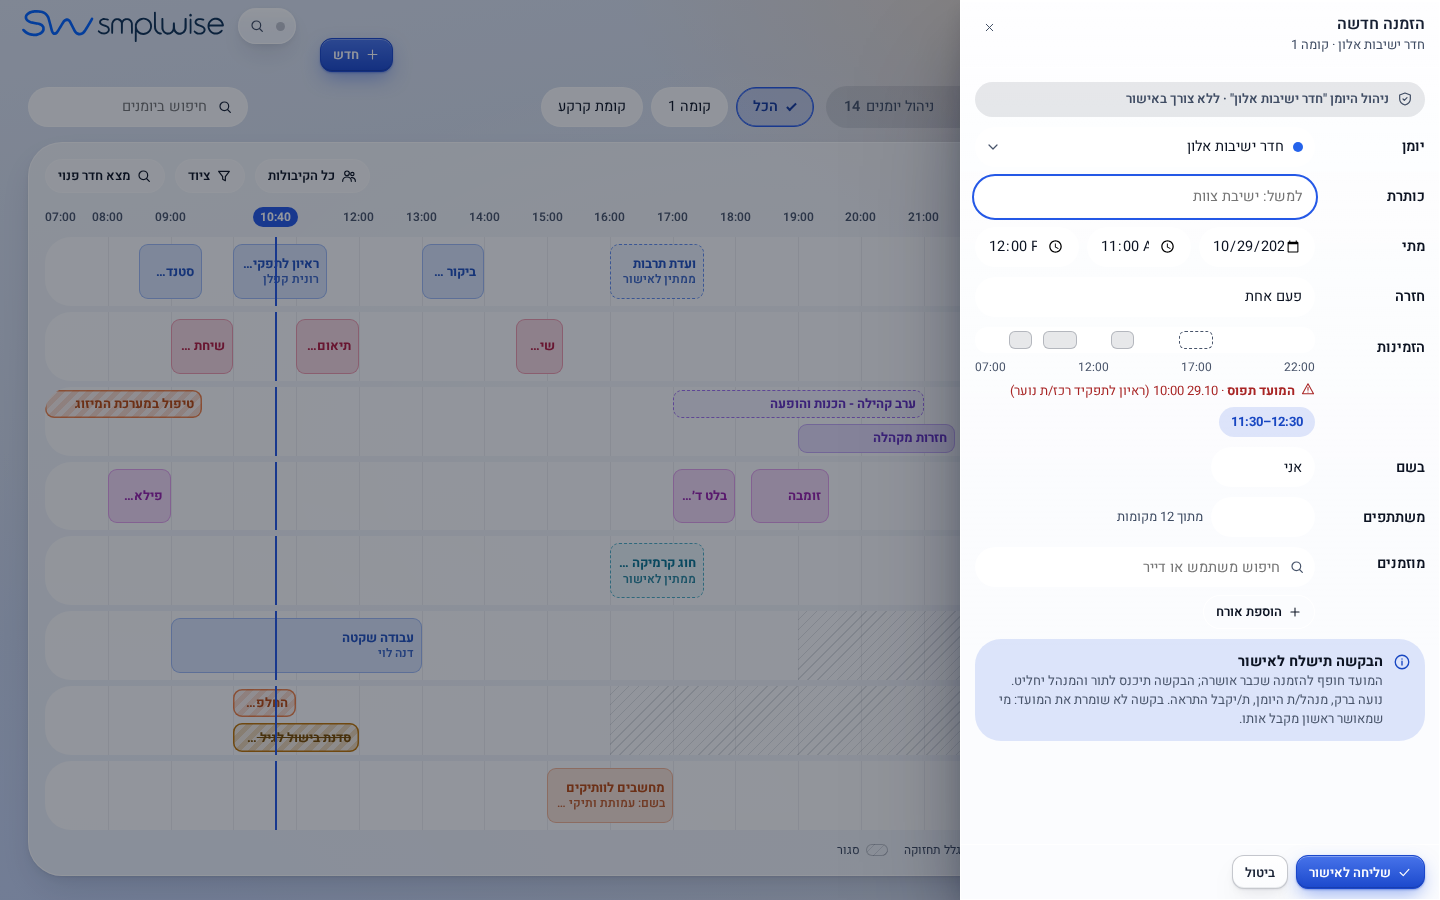 הזמנה חדשה
חדר ישיבות אלון · קומה 1
ניהול היומן "חדר ישיבות אלון" · ללא צורך באישור
יומן
חדר ישיבות אלון
כותרת
למשל: ישיבת צוות
מתי
10/29/202
11:00 A
12:00 P
חזרה
פעם אחת
הזמינות
07:00 12:00 17:00 22:00
המועד תפוס · 29.10 10:00 (ראיון לתפקיד רכז/ת נוער)
11:30–12:30
בשם
אני
משתתפים
מתוך 12 מקומות
מוזמנים
חיפוש משתמש או דייר
הוספת אורח
הבקשה תישלח לאישור
המועד חופף להזמנה שכבר אושרה; הבקשה תיכנס לתור והמנהל יחליט.
נועה ברק, מנהל/ת היומן, ת/יקבל התראה. בקשה לא שומרת את המועד: מי
שמאושר ראשון מקבל אותו.
שליחה לאישור
ביטול
smplwise
חדש
ניהול יומנים 14
הכל
קומה 1
קומת קרקע
חיפוש ביומנים
כל הקיבולות
ציוד
מצא חדר פנוי
07:00 08:00 09:00 10:40 12:00 13:00 14:00 15:00 16:00 17:00 18:00 19:00 20:00 21:00
סטנד...
ראיון לתפקי...
רונית קפלן
ביקור ...
ועדת תרבות
ממתין לאישור
שיחת ...
תיאום...
שי...
טיפול במערכת המיזוג
ערב קהילה - הכנות והופעה
חזרות מקהלה
פילא...
בלט ד'...
זומבה
חוג קרמיקה ...
ממתין לאישור
עבודה שקטה
דנה לוי
החלפ...
סדנת בישול לגיל ...
מחשבים לוותיקים
בשם: עמותת ותיקי ...
גלל תחזוקה
סגור